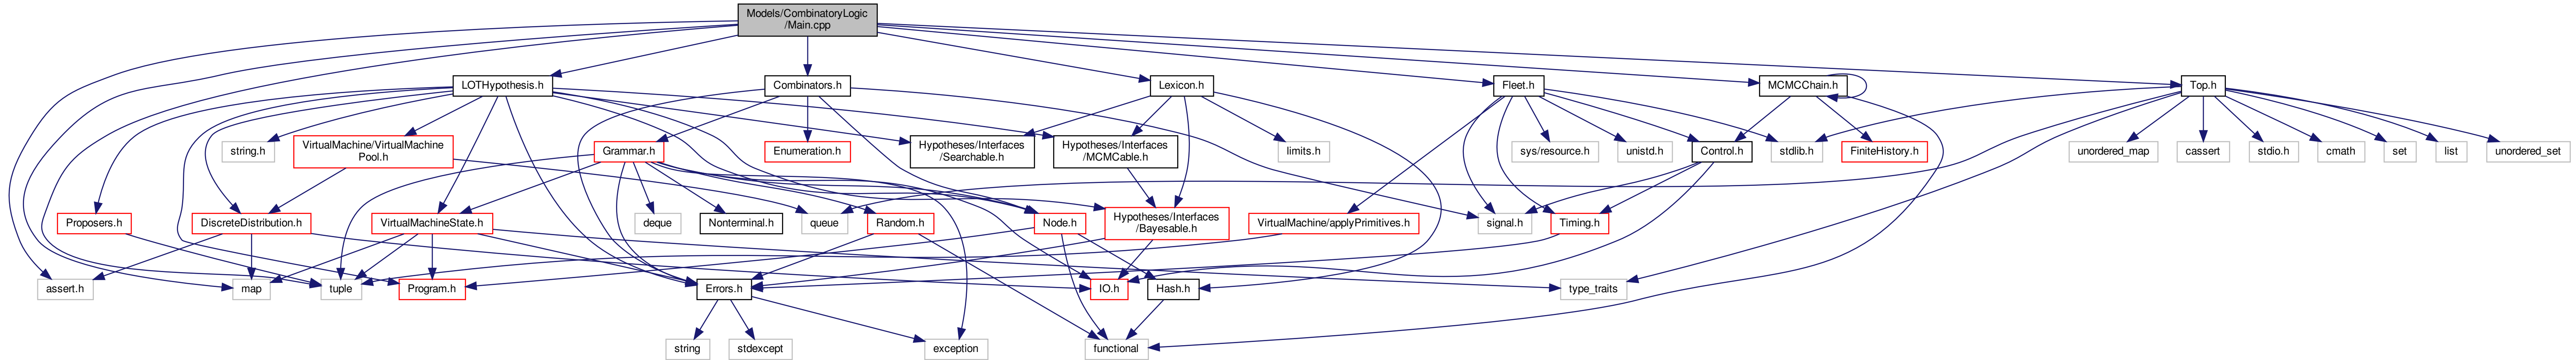 Models/CombinatoryLogic
/Main.cpp
LOTHypothesis.h
Combinators.h
Lexicon.h
Fleet.h
MCMCChain.h
Top.h
string.h
VirtualMachine/VirtualMachine
Pool.h
Grammar.h
Enumeration.h
Hypotheses/Interfaces
/Searchable.h
Hypotheses/Interfaces
/MCMCable.h
limits.h
sys/resource.h
unistd.h
Control.h
stdlib.h
FiniteHistory.h
unordered_map
cassert
stdio.h
cmath
set
list
unordered_set
Proposers.h
DiscreteDistribution.h
VirtualMachineState.h
deque
Nonterminal.h
queue
Random.h
Node.h
Hypotheses/Interfaces
/Bayesable.h
VirtualMachine/applyPrimitives.h
signal.h
Timing.h
assert.h
map
tuple
Program.h
Errors.h
IO.h
Hash.h
type_traits
string
stdexcept
exception
functional